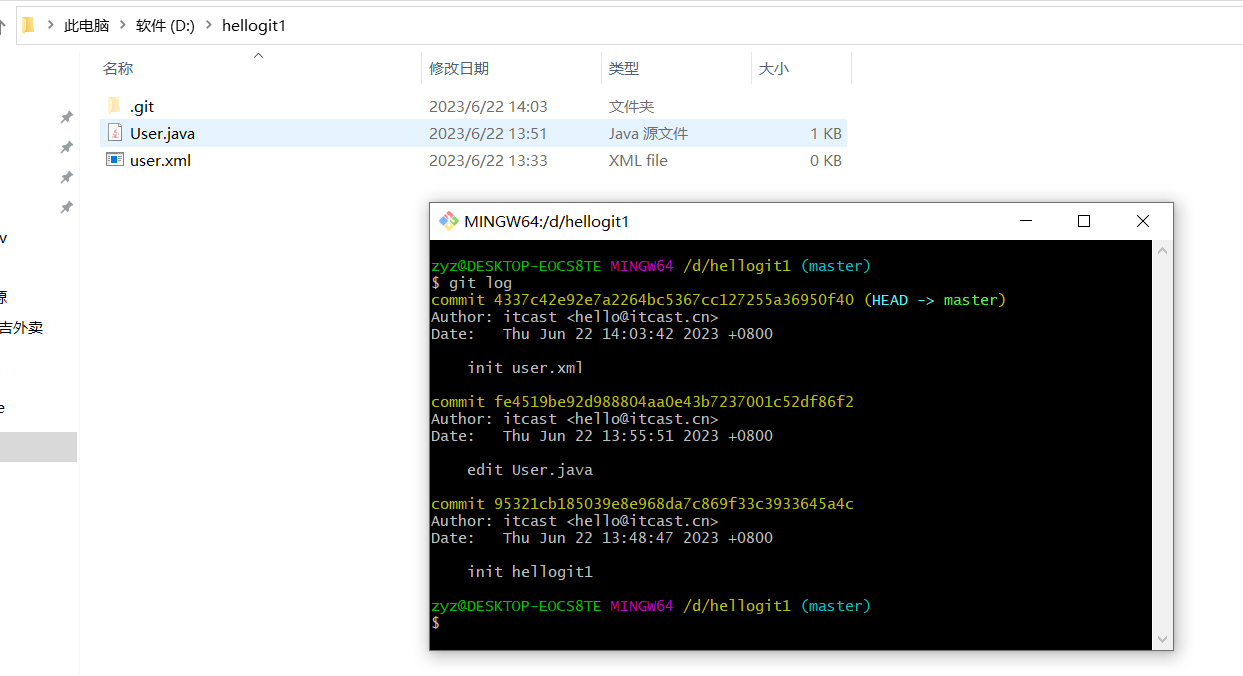 此电脑 > 软件 (D:) > hellogit1
名称 修改日期 类型 大小
.git 2023/6/22 14:03 文件夹
User.java 2023/6/22 13:51 Java 源文件 1 KB
user.xml 2023/6/22 13:33 XML file 0 KB
v
源
吉外卖
e
MINGW64:/d/hellogit1
zyz@DESKTOP-EOCS8TE MINGW64 /d/hellogit1 (master)
$ git log
commit 4337c42e92e7a2264bc5367cc127255a36950f40 (HEAD -> master)
Author: itcast <hello@itcast.cn>
Date:   Thu Jun 22 14:03:42 2023 +0800
init user.xml
commit fe4519be92d988804aa0e43b7237001c52df86f2
Author: itcast <hello@itcast.cn>
Date:   Thu Jun 22 13:55:51 2023 +0800
edit User.java
commit 95321cb185039e8e968da7c869f33c3933645a4c
Author: itcast <hello@itcast.cn>
Date:   Thu Jun 22 13:48:47 2023 +0800
init hellogit1
zyz@DESKTOP-EOCS8TE MINGW64 /d/hellogit1 (master)
$